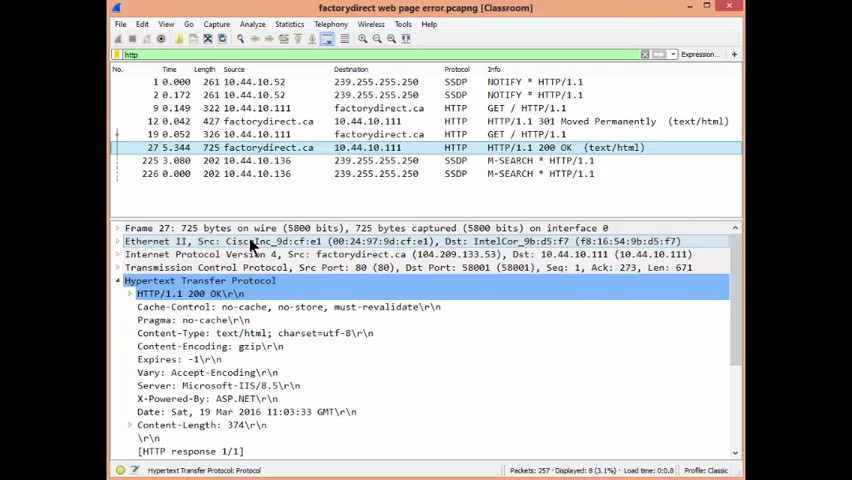 factorydirect web page error.pcapng [Classroom]
File Edit View Go Capture Analyze Statistics Telephony Wireless Tools Help
http Expression... +
No. Time Length Source Destination Protocol Info
1 0.000 261 10.44.10.52 239.255.255.250 SSDP NOTIFY * HTTP/1.1
2 0.172 261 10.44.10.52 239.255.255.250 SSDP NOTIFY * HTTP/1.1
9 0.149 322 10.44.10.111 factorydirect.ca HTTP GET / HTTP/1.1
12 0.042 427 factorydirect.ca 10.44.10.111 HTTP HTTP/1.1 301 Moved Permanently (text/html)
19 0.052 326 10.44.10.111 factorydirect.ca HTTP GET / HTTP/1.1
27 5.344 725 factorydirect.ca 10.44.10.111 HTTP HTTP/1.1 200 OK (text/html)
225 3.080 202 10.44.10.136 239.255.255.250 SSDP M-SEARCH * HTTP/1.1
226 0.000 202 10.44.10.136 239.255.255.250 SSDP M-SEARCH * HTTP/1.1
Frame 27: 725 bytes on wire (5800 bits), 725 bytes captured (5800 bits) on interface 0
Ethernet II, Src: CiscoInc_9d:cf:e1 (00:24:97:9d:cf:e1), Dst: IntelCor_9b:d5:f7 (f8:16:54:9b:d5:f7)
Internet Protocol Version 4, Src: factorydirect.ca (104.209.133.53), Dst: 10.44.10.111 (10.44.10.111)
Transmission Control Protocol, Src Port: 80 (80), Dst Port: 58001 (58001), Seq: 1, Ack: 273, Len: 671
Hypertext Transfer Protocol
HTTP/1.1 200 OK\r\n
Cache-Control: no-cache, no-store, must-revalidate\r\n
Pragma: no-cache\r\n
Content-Type: text/html; charset=utf-8\r\n
Content-Encoding: gzip\r\n
Expires: -1\r\n
Vary: Accept-Encoding\r\n
Server: Microsoft-IIS/8.5\r\n
X-Powered-By: ASP.NET\r\n
Date: Sat, 19 Mar 2016 11:03:33 GMT\r\n
Content-Length: 374\r\n
\r\n
[HTTP response 1/1]
Hypertext Transfer Protocol: Protocol Packets: 257 · Displayed: 8 (3.1%) · Load time: 0:0.8 Profile: Classic